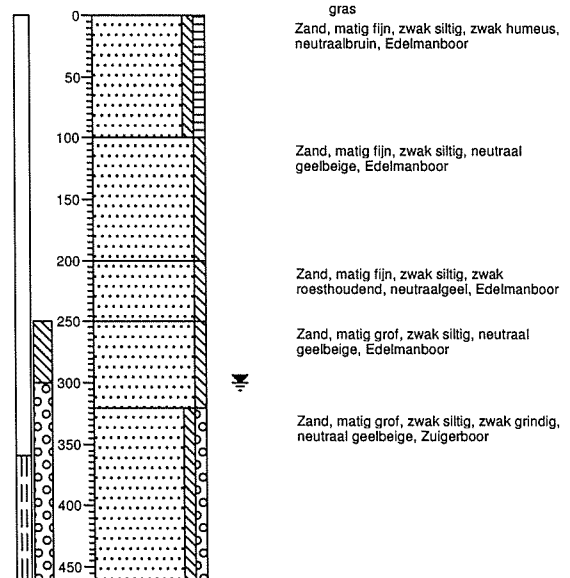 gras
0
Zand, matig fijn, zwak siltig, zwak humeus,
neutraalbruin, Edelmanboor
50
100
Zand, matig fijn, zwak siltig, neutraal
geelbeige, Edelmanboor
150
200
Zand, matig fijn, zwak siltig, zwak
roesthoudend, neutraalgeel, Edelmanboor
250
Zand, matig grof, zwak siltig, neutraal
geelbeige, Edelmanboor
300
Zand, matig grof, zwak siltig, zwak grindig,
neutraal geelbeige, Zuigerboor
350
400
450